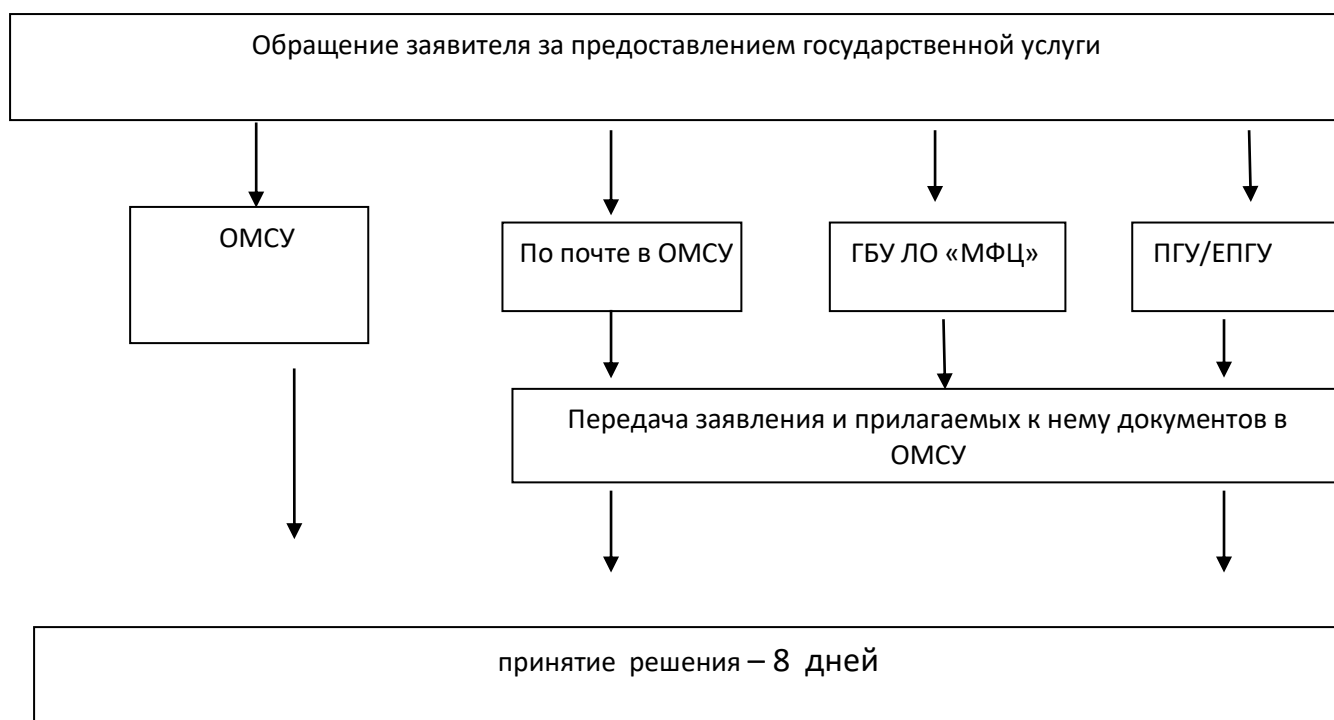 Обращение заявителя за предоставлением государственной услуги
ОМСУ
По почте в ОМСУ
ГБУ ЛО «МФЦ»
ПГУ/ЕПГУ
Передача заявления и прилагаемых к нему документов в
ОМСУ
принятие решения – 8 дней